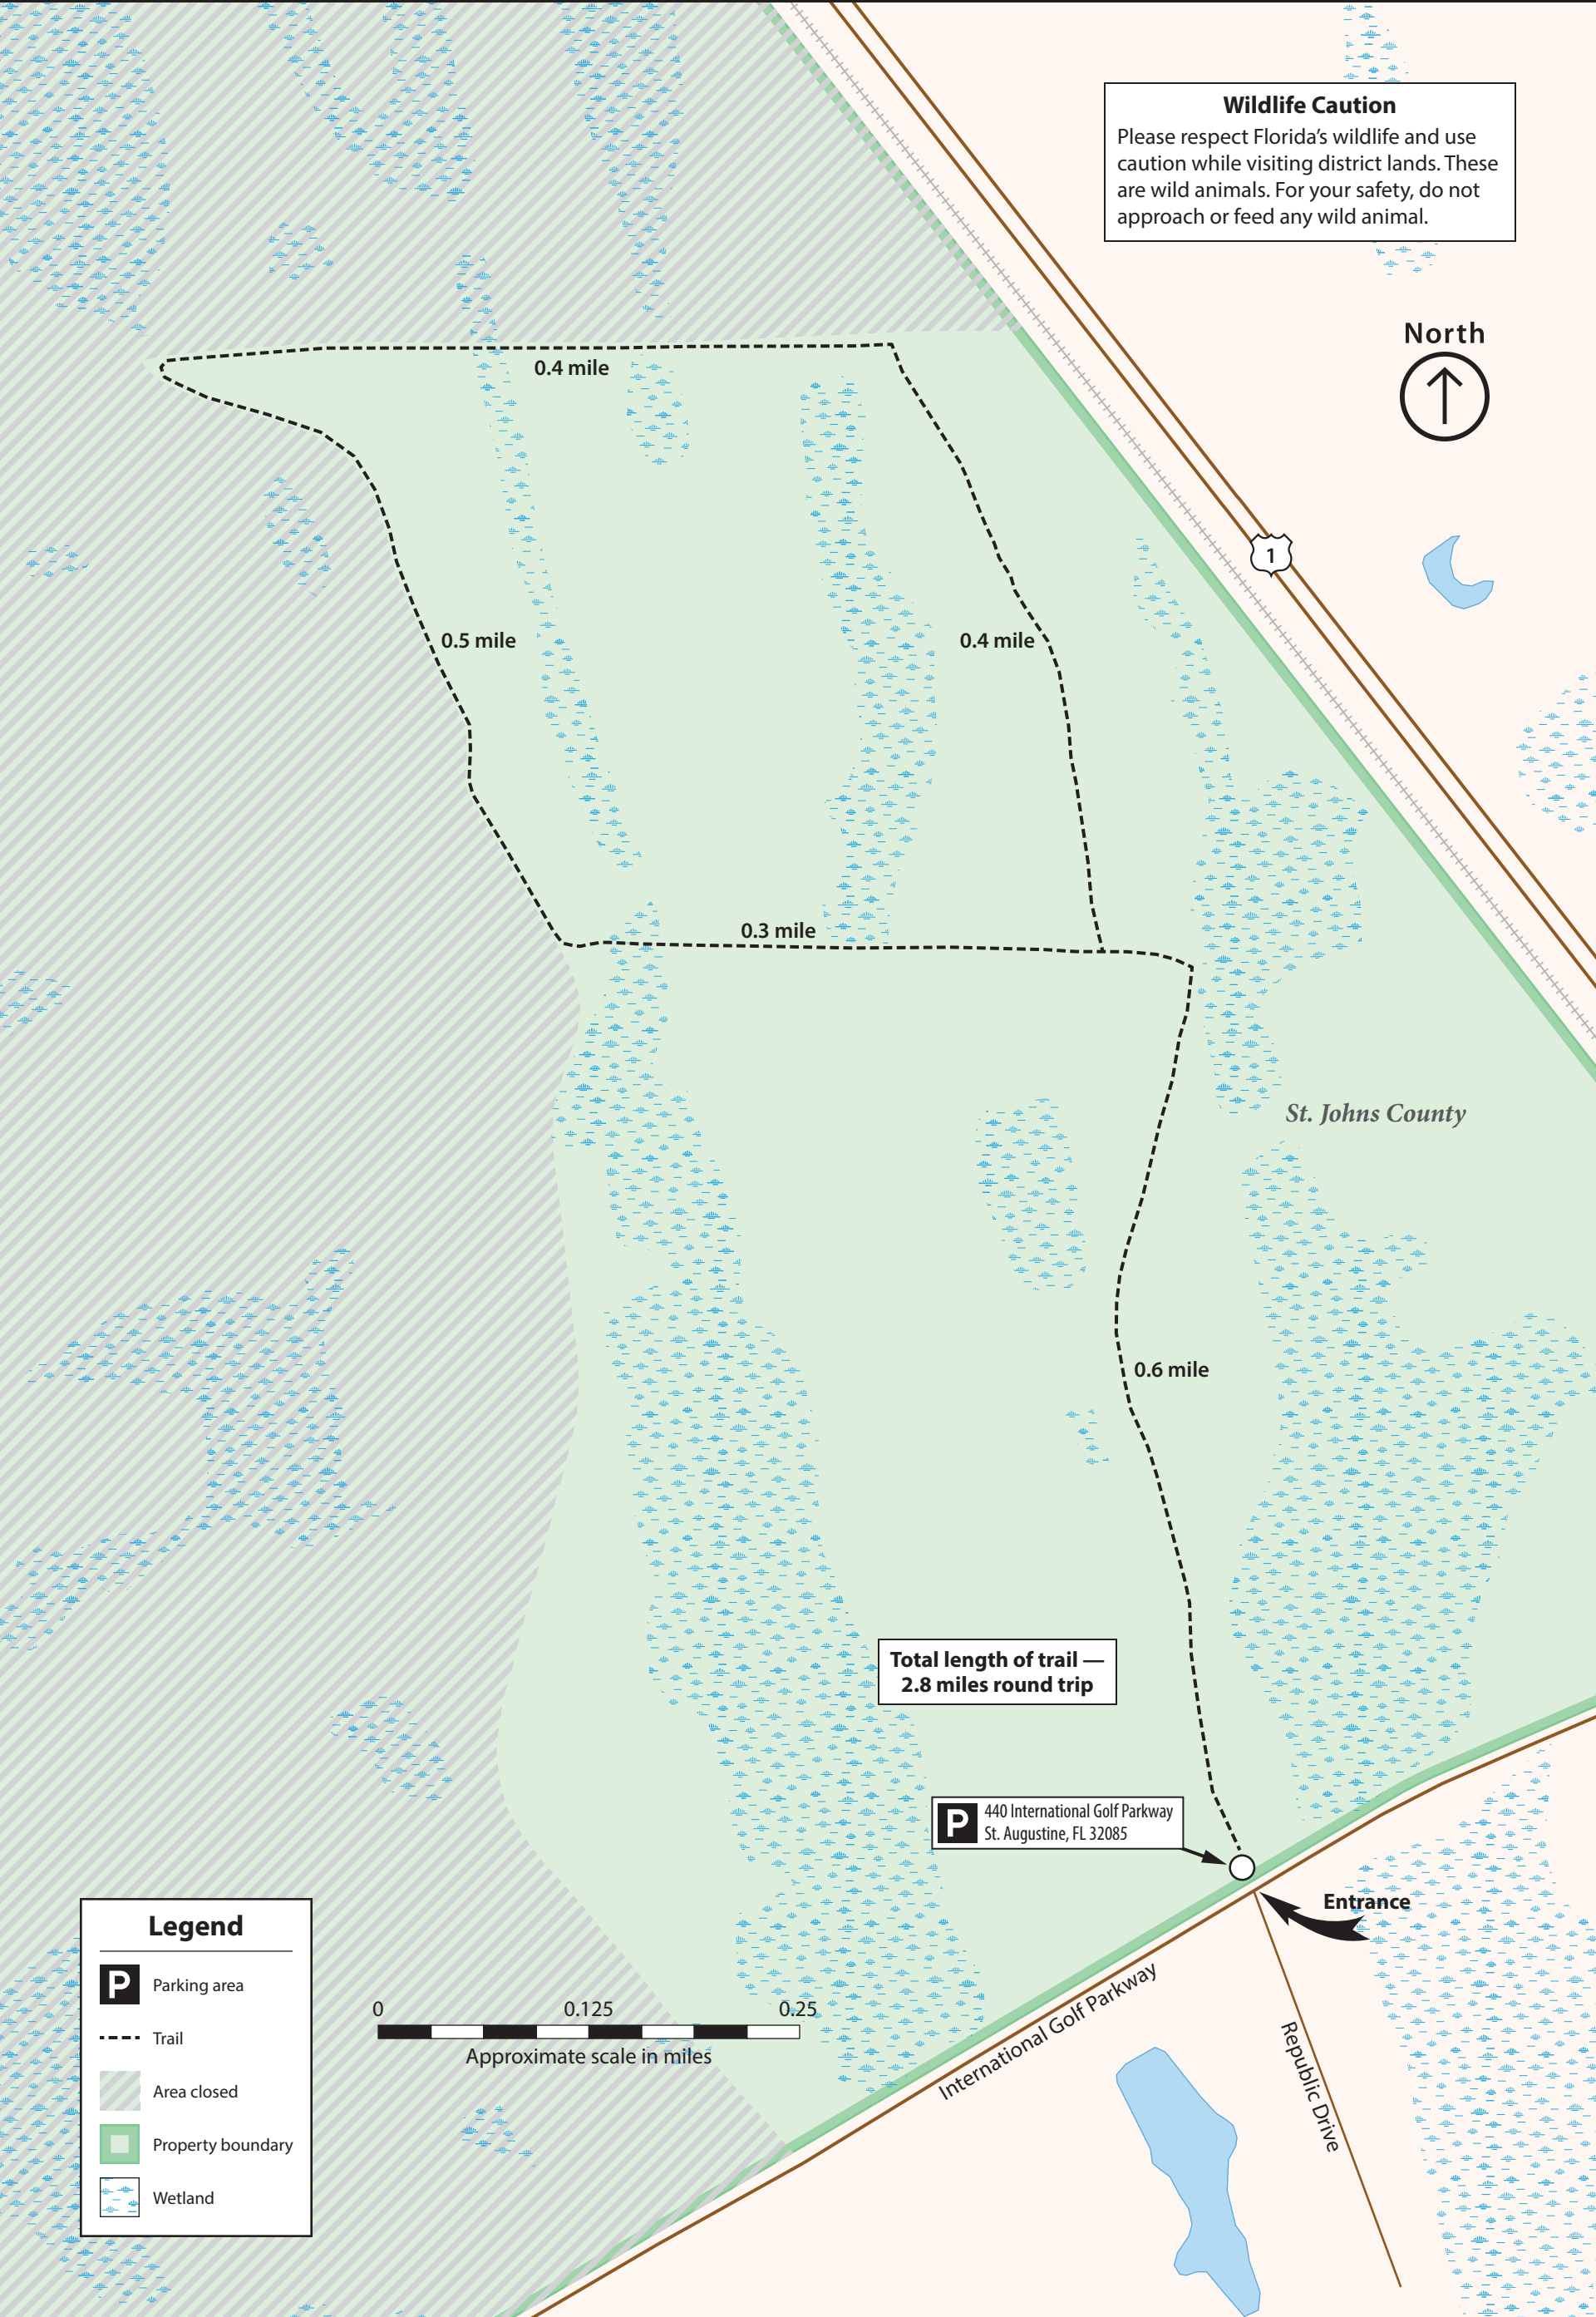 Wildlife Caution
Please respect Florida’s wildlife and use
caution while visiting district lands. These
are wild animals. For your safety, do not
approach or feed any wild animal.
North
0.4 mile
1
0.5 mile
0.4 mile
0.3 mile
St. Johns County
0.6 mile
Total length of trail —
2.8 miles round trip
P
440 International Golf Parkway
St. Augustine, FL 32085
Entrance
Legend
P
Parking area
Trail
Area closed
Property boundary
Wetland
0 0.125 0.25
Approximate scale in miles
International Golf Parkway
Republic Drive